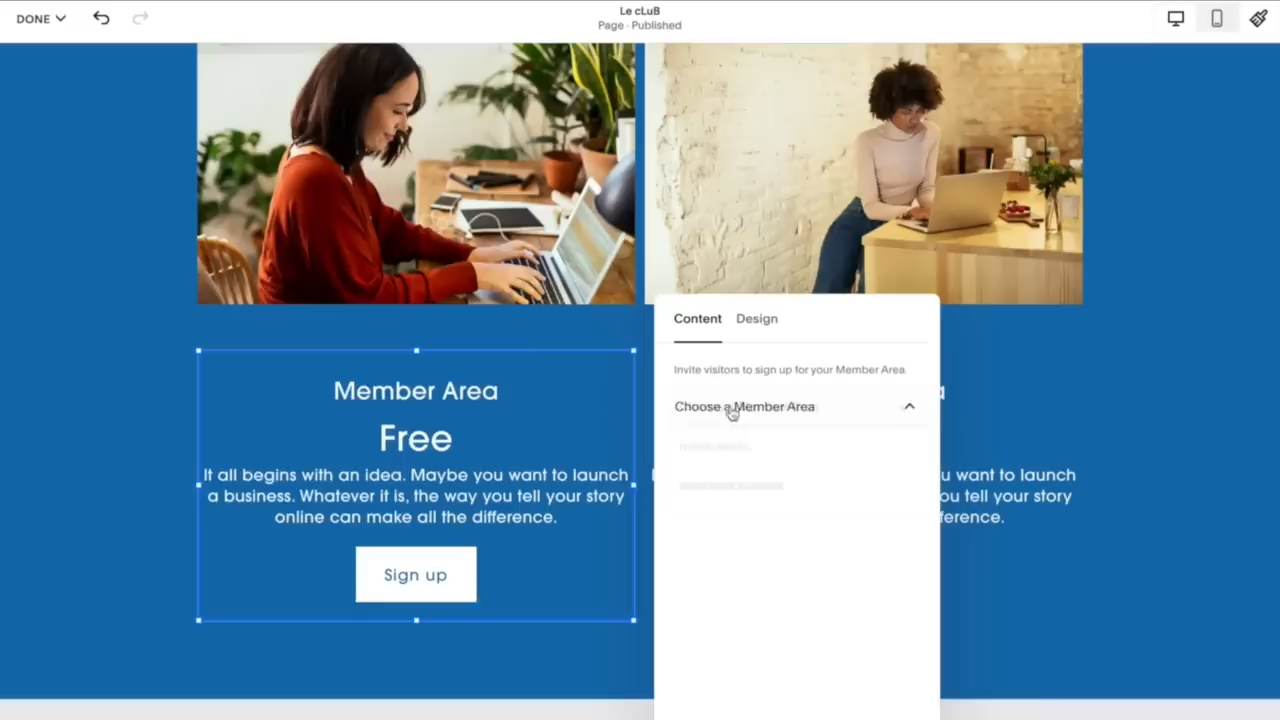 DONE
Le cLuB
Page · Published
Content
Design
Invite visitors to sign up for your Member Area.
Choose a Member Area
Member Area
Free
It all begins with an idea. Maybe you want to launch
a business. Whatever it is, the way you tell your story
online can make all the difference.
Sign up
a
u want to launch
ou tell your story
ference.